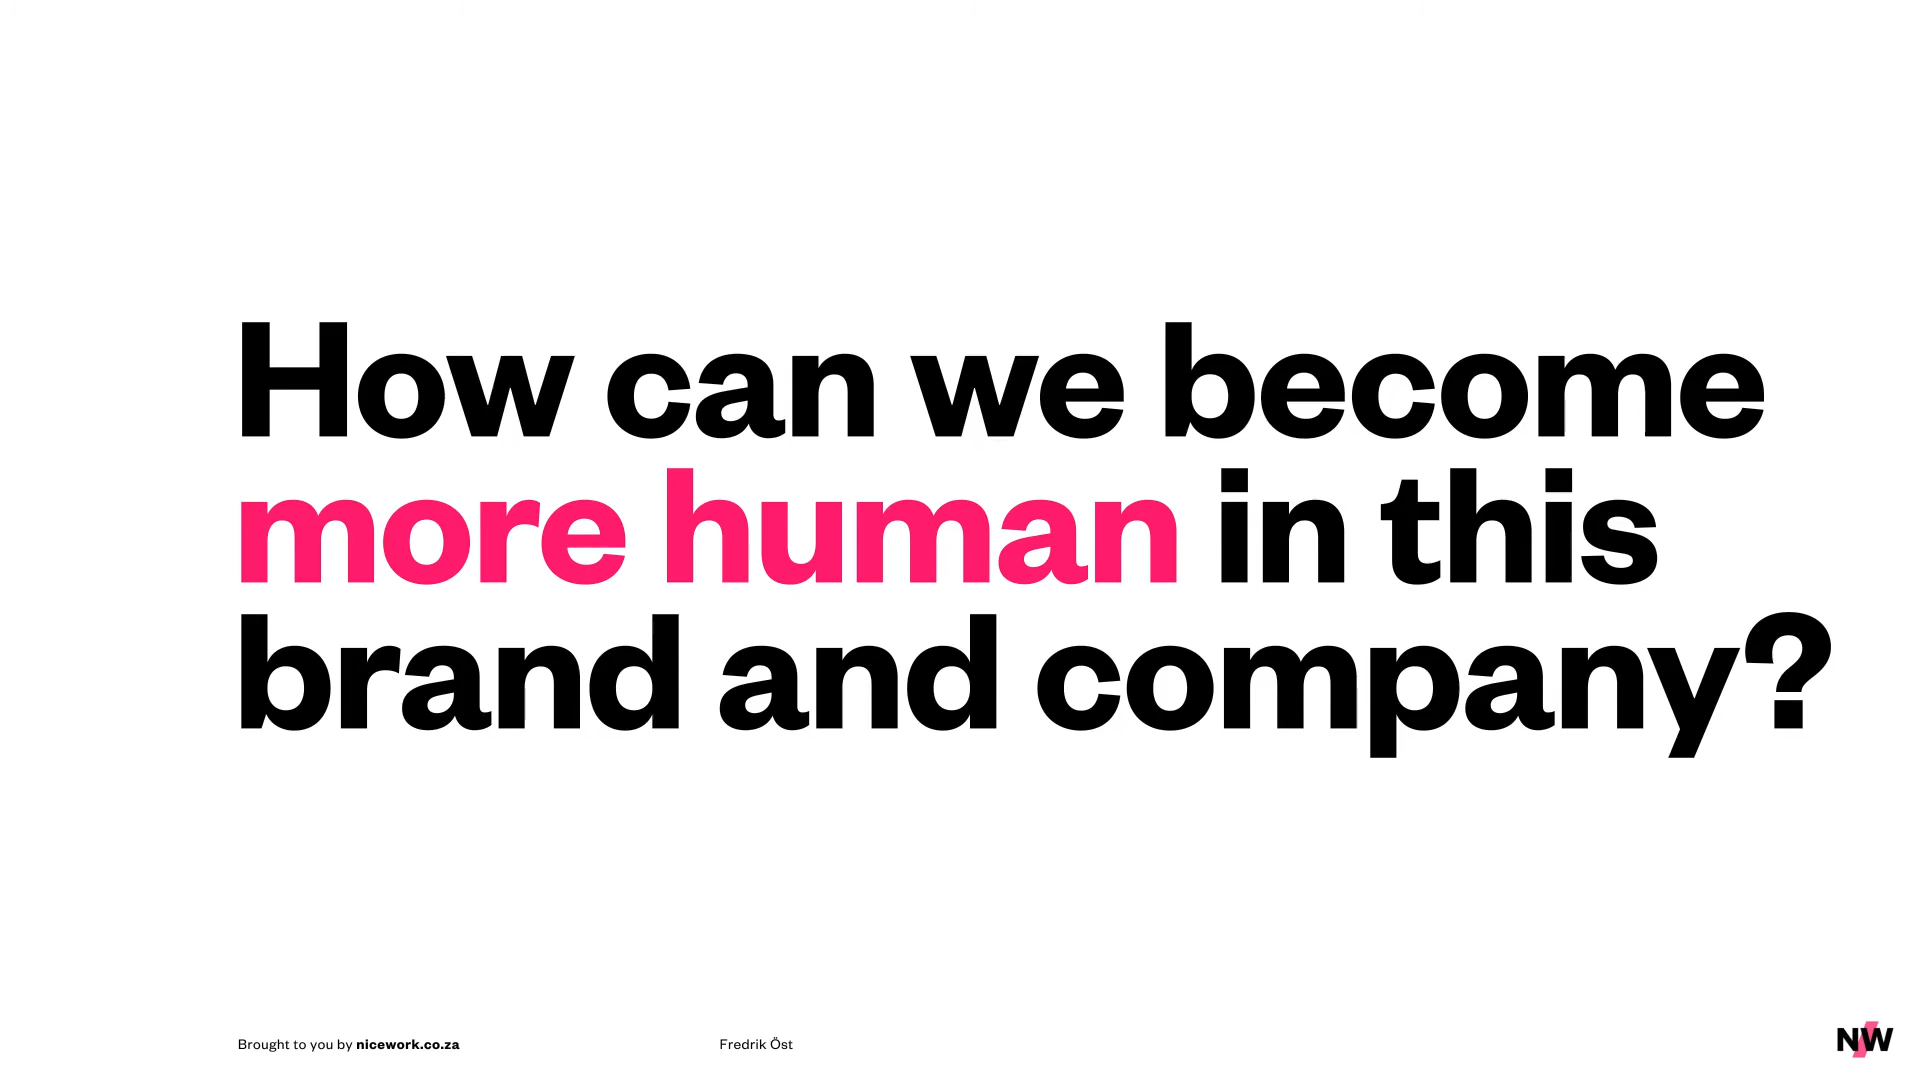 How can we become
more human in this
brand and company?
Brought to you by nicework.co.za
Fredrik Öst
NW